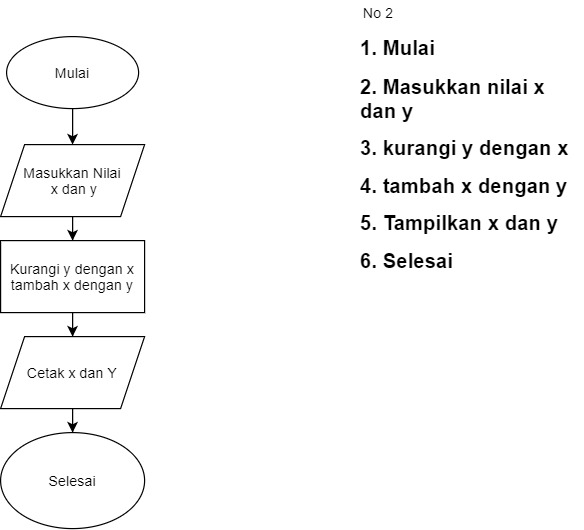 Mulai
Masukkan Nilai
x dan y
Kurangi y dengan x
tambah x dengan y
Cetak x dan Y
Selesai
No 2
1. Mulai
2. Masukkan nilai x
dan y
3. kurangi y dengan x
4. tambah x dengan y
5. Tampilkan x dan y
6. Selesai